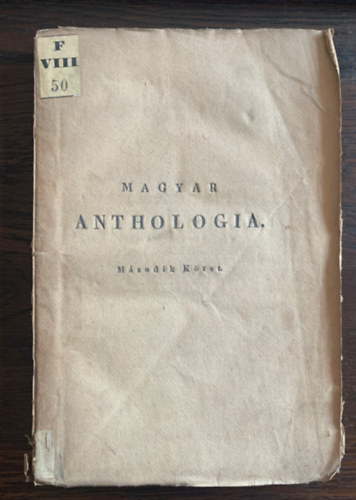 F
VIII
50
MAGYAR
ANTHOLOGIA.
Második Kötet.